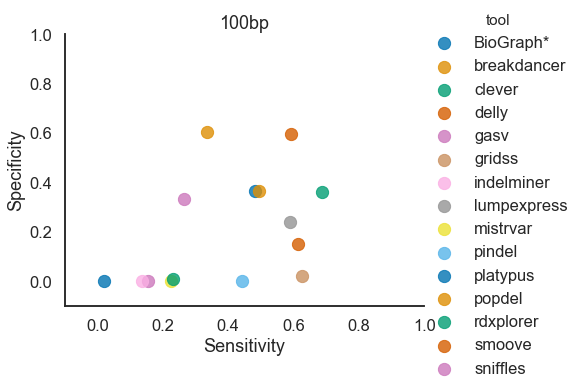 100bp
Specificity
1.0
0.8
0.6
0.4
0.2
0.0
0.0 0.2 0.4 0.6 0.8 1.0
Sensitivity
tool
BioGraph*
breakdancer
clever
delly
gasv
gridss
indelminer
lumpexpress
mistrvar
pindel
platypus
popdel
rdxplorer
smoove
sniffles